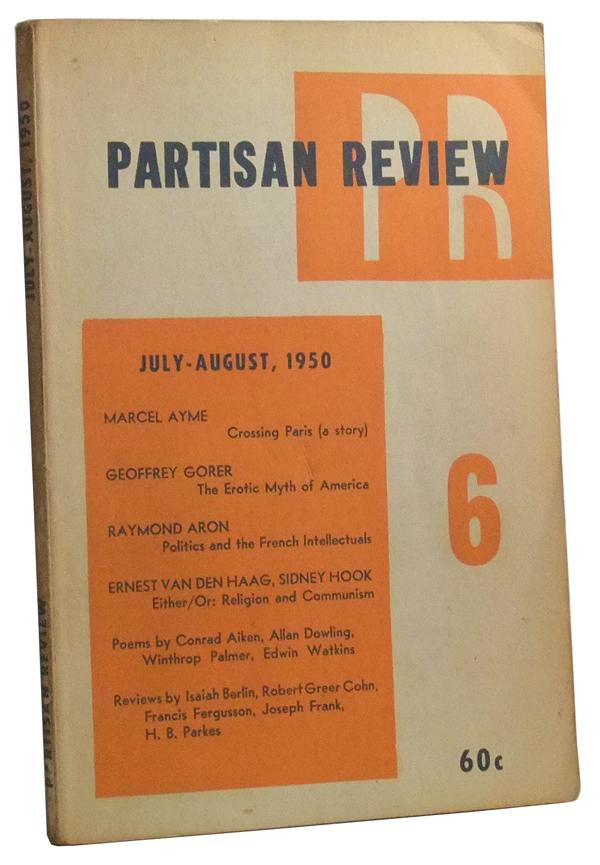 PR
PARTISAN REVIEW
JULY-AUGUST, 1950
MARCEL AYME
Crossing Paris (a story)
GEOFFREY GORER
The Erotic Myth of America
RAYMOND ARON
Politics and the French Intellectuals
ERNEST VAN DEN HAAG, SIDNEY HOOK
Either/Or: Religion and Communism
Poems by Conrad Aiken, Allan Dowling,
Winthrop Palmer, Edwin Watkins
Reviews by Isaiah Berlin, Robert Greer Cohn,
Francis Fergusson, Joseph Frank,
H. B. Parkes
6
60c
JULY-AUGUST, 1950
PARTISAN REVIEW